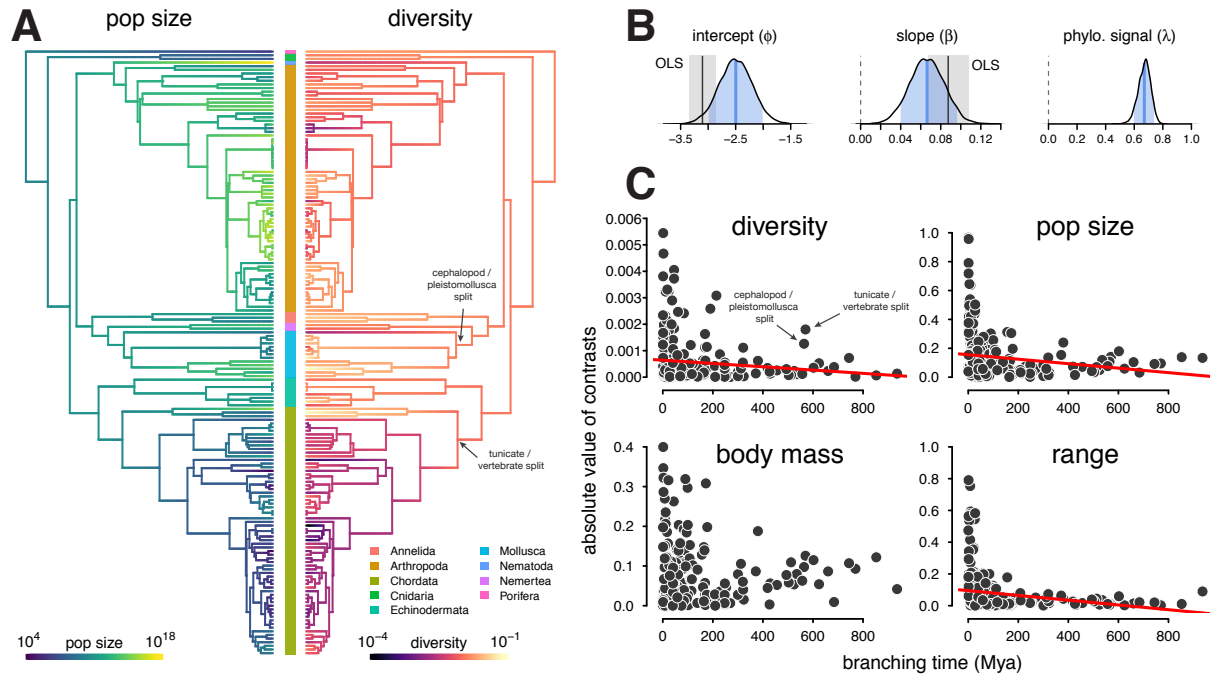 A
pop size
diversity
cephalopod /
pleistomollusca
split
tunicate /
vertebrate split
Annelida
Arthropoda
Chordata
Cnidaria
Echinodermata
Mollusca
Nematoda
Nemertea
Porifera
10^4 pop size 10^18
10^−4 diversity 10^−1
B
intercept (ϕ)
OLS
−3.5 −2.5 −1.5
slope (β)
OLS
0.00 0.04 0.08 0.12
phylo. signal (λ)
0.0 0.2 0.4 0.6 0.8 1.0
C
absolute value of contrasts
diversity
0.006
0.005
0.004
0.003
0.002
0.001
0.000
cephalopod /
pleistomollusca
split
tunicate /
vertebrate split
0 200 400 600 800
pop size
1.0
0.8
0.6
0.4
0.2
0.0
0 200 400 600 800
body mass
0.4
0.3
0.2
0.1
0.0
0 200 400 600 800
range
1.0
0.8
0.6
0.4
0.2
0.0
0 200 400 600 800
branching time (Mya)